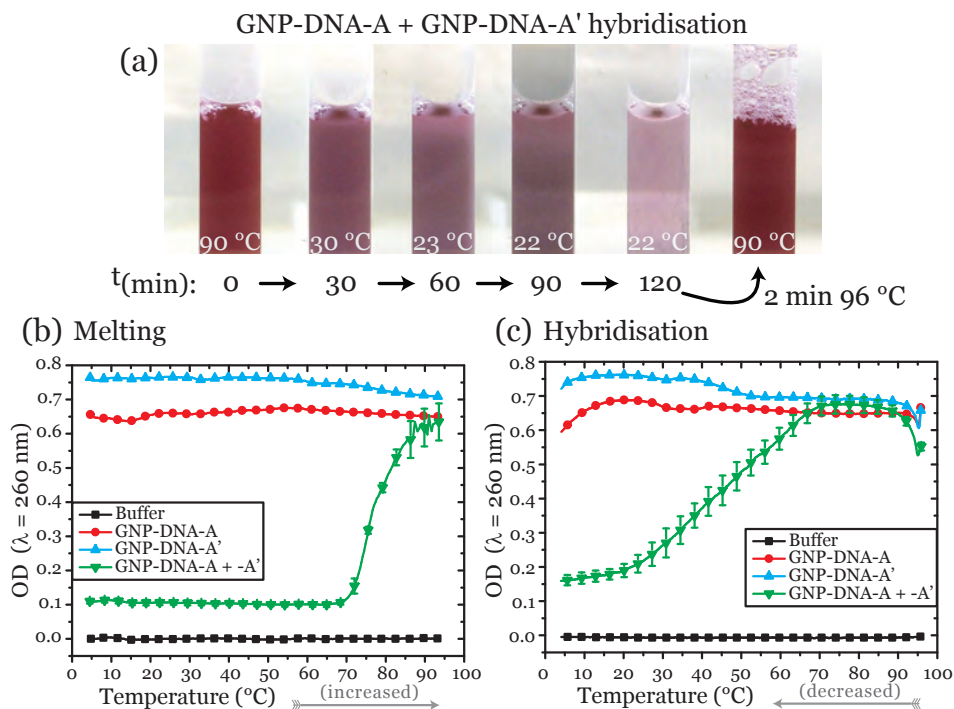 GNP-DNA-A + GNP-DNA-A' hybridisation
(a)
90 °C 30 °C 23 °C 22 °C 22 °C 90 °C
t(min): 0 30 60 90 120
2 min 96 °C
(b) Melting
0.8
0.7
0.6
0.5
0.4
0.3
0.2
0.1
0.0
OD (λ = 260 nm)
Buffer
GNP-DNA-A
GNP-DNA-A'
GNP-DNA-A + -A'
0 10 20 30 40 50 60 70 80 90 100
Temperature (°C)
(increased)
(c) Hybridisation
0.8
0.7
0.6
0.5
0.4
0.3
0.2
0.1
0.0
OD (λ = 260 nm)
Buffer
GNP-DNA-A
GNP-DNA-A'
GNP-DNA-A + -A'
0 10 20 30 40 50 60 70 80 90 100
Temperature (°C)
(decreased)